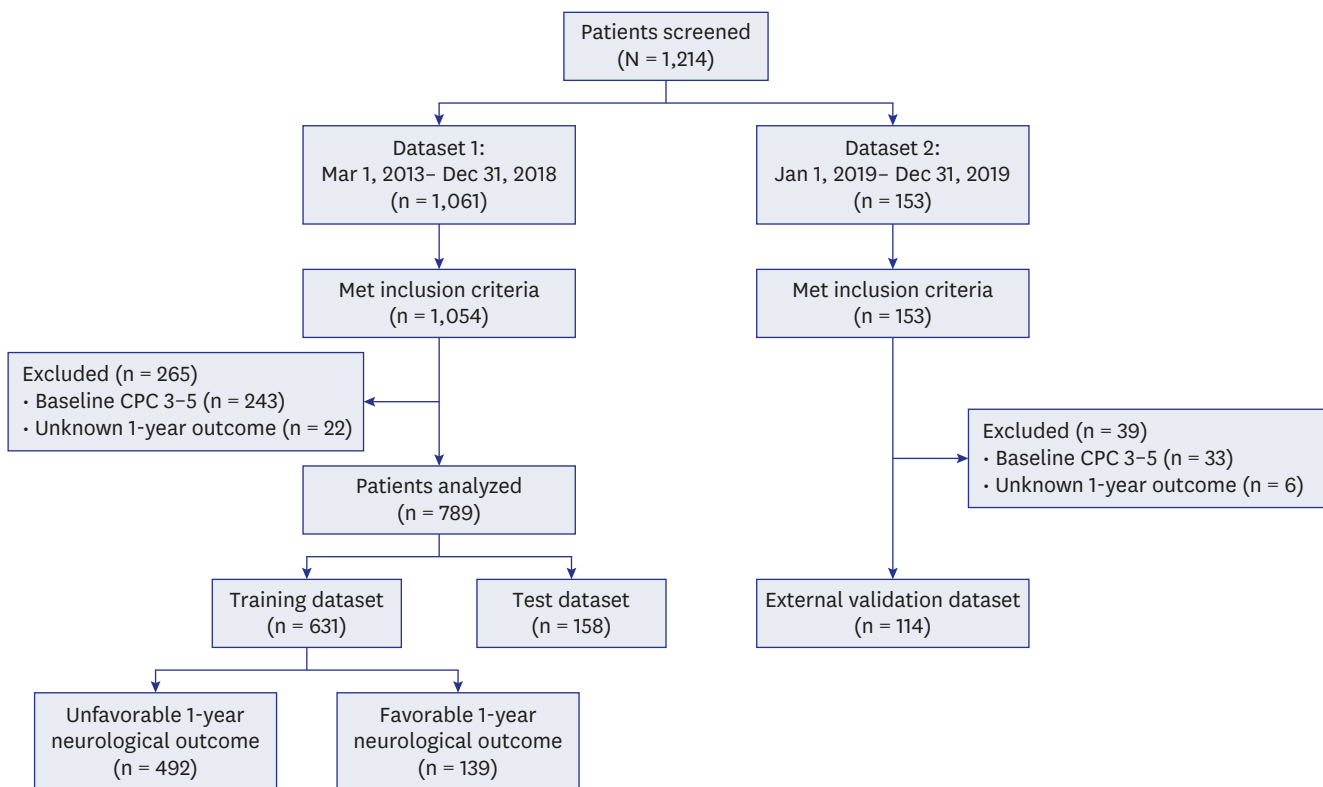 Patients screened
(N = 1,214)
Dataset 1:
Mar 1, 2013– Dec 31, 2018
(n = 1,061)
Dataset 2:
Jan 1, 2019– Dec 31, 2019
(n = 153)
Met inclusion criteria
(n = 1,054)
Met inclusion criteria
(n = 153)
Excluded (n = 265)
• Baseline CPC 3–5 (n = 243)
• Unknown 1-year outcome (n = 22)
Excluded (n = 39)
• Baseline CPC 3–5 (n = 33)
• Unknown 1-year outcome (n = 6)
Patients analyzed
(n = 789)
Training dataset
(n = 631)
Test dataset
(n = 158)
External validation dataset
(n = 114)
Unfavorable 1-year
neurological outcome
(n = 492)
Favorable 1-year
neurological outcome
(n = 139)